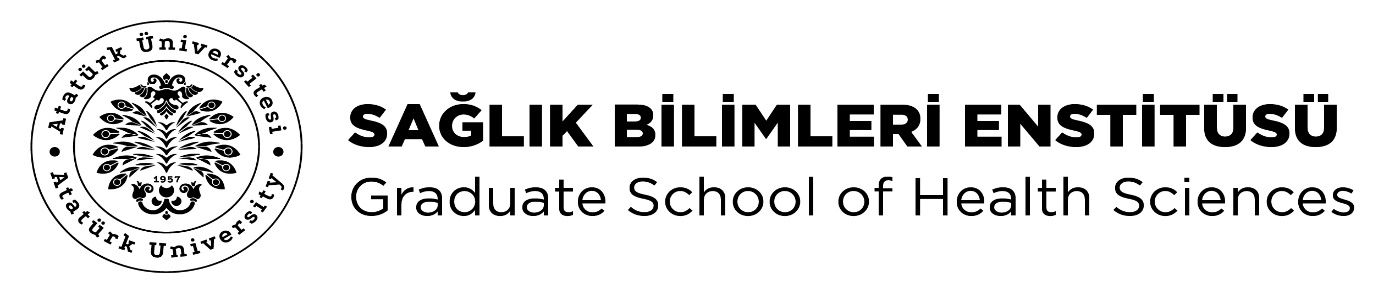 Atatürk Üniversitesi
1957
Atatürk University
SAĞLIK BİLİMLERİ ENSTİTÜSÜ
Graduate School of Health Sciences